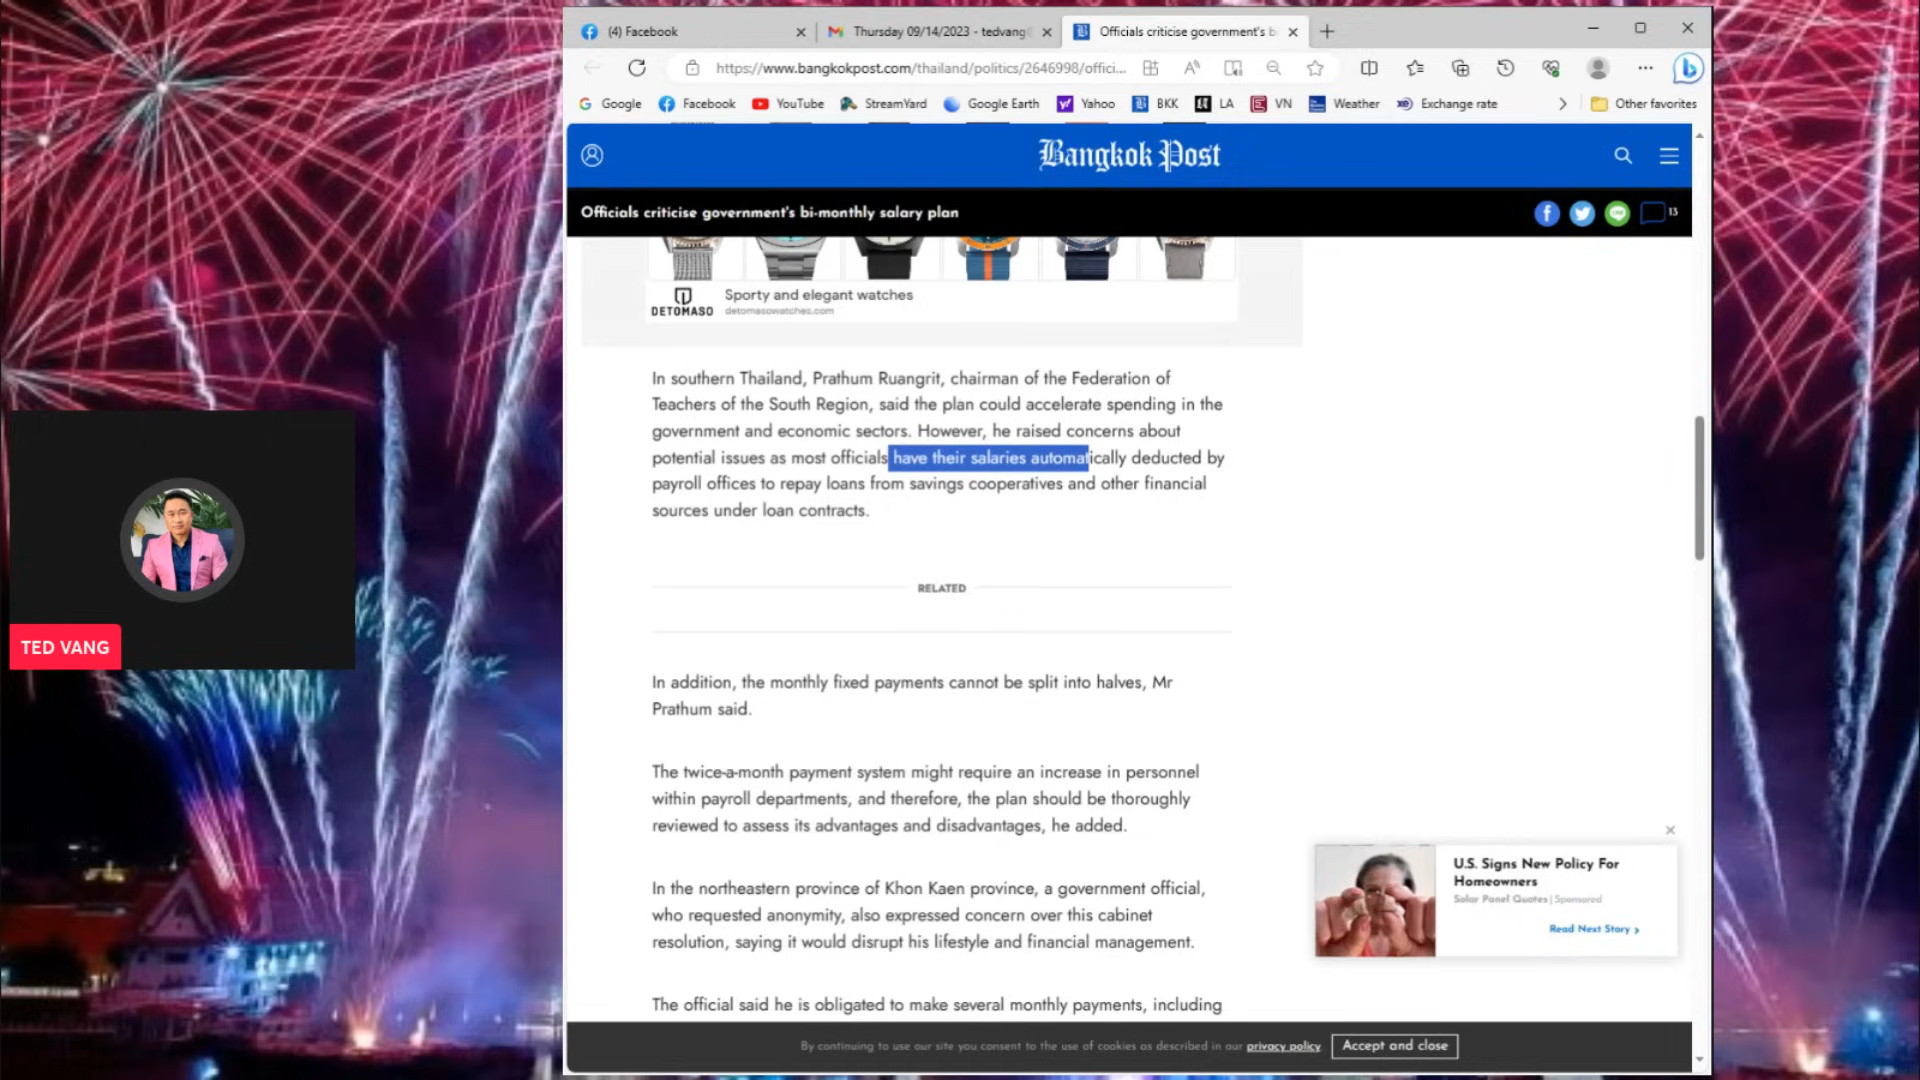 (4) Facebook
Thursday 09/14/2023 - tedvang
Officials criticise government's b
https://www.bangkokpost.com/thailand/politics/2646998/offici...
Google
Facebook
YouTube
StreamYard
Google Earth
Yahoo
BKK
LA
VN
Weather
Exchange rate
Other favorites
Bangkok Post
Officials criticise government's bi-monthly salary plan
13
DETOMASO
Sporty and elegant watches
detomasowatches.com
In southern Thailand, Prathum Ruangrit, chairman of the Federation of
Teachers of the South Region, said the plan could accelerate spending in the
government and economic sectors. However, he raised concerns about
potential issues as most officials have their salaries automatically deducted by
payroll offices to repay loans from savings cooperatives and other financial
sources under loan contracts.
RELATED
In addition, the monthly fixed payments cannot be split into halves, Mr
Prathum said.
The twice-a-month payment system might require an increase in personnel
within payroll departments, and therefore, the plan should be thoroughly
reviewed to assess its advantages and disadvantages, he added.
In the northeastern province of Khon Kaen province, a government official,
who requested anonymity, also expressed concern over this cabinet
resolution, saying it would disrupt his lifestyle and financial management.
The official said he is obligated to make several monthly payments, including
U.S. Signs New Policy For
Homeowners
Solar Panel Quotes | Sponsored
Read Next Story
By continuing to use our site you consent to the use of cookies as described in our privacy policy
Accept and close
TED VANG